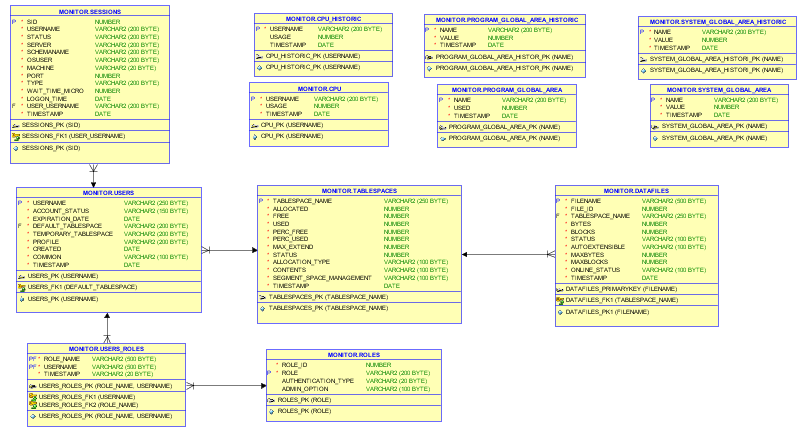 MONITOR.SESSIONS
P * SID NUMBER
* USERNAME VARCHAR2 (200 BYTE)
* STATUS VARCHAR2 (200 BYTE)
* SERVER VARCHAR2 (200 BYTE)
* SCHEMANAME VARCHAR2 (200 BYTE)
* OSUSER VARCHAR2 (200 BYTE)
* MACHINE VARCHAR2 (200 BYTE)
* PORT NUMBER
* TYPE VARCHAR2 (200 BYTE)
* WAIT_TIME_MICRO NUMBER
* LOGON_TIME DATE
F * USER_USERNAME VARCHAR2 (200 BYTE)
* TIMESTAMP DATE
SESSIONS_PK (SID)
SESSIONS_FK1 (USER_USERNAME)
SESSIONS_PK (SID)
MONITOR.CPU_HISTORIC
P * USERNAME VARCHAR2 (200 BYTE)
USAGE NUMBER
* TIMESTAMP DATE
CPU_HISTORIC_PK (USERNAME)
CPU_HISTORIC_PK (USERNAME)
MONITOR.PROGRAM_GLOBAL_AREA_HISTORIC
P * NAME VARCHAR2 (200 BYTE)
* VALUE NUMBER
* TIMESTAMP DATE
PROGRAM_GLOBAL_AREA_HISTOR_PK (NAME)
PROGRAM_GLOBAL_AREA_HISTOR_PK (NAME)
MONITOR.SYSTEM_GLOBAL_AREA_HISTORIC
P * NAME VARCHAR2 (200 BYTE)
* VALUE NUMBER
* TIMESTAMP DATE
SYSTEM_GLOBAL_AREA_HISTORI_PK (NAME)
SYSTEM_GLOBAL_AREA_HISTORI_PK (NAME)
MONITOR.CPU
P * USERNAME VARCHAR2 (200 BYTE)
* USAGE NUMBER
* TIMESTAMP DATE
CPU_PK (USERNAME)
CPU_PK (USERNAME)
MONITOR.PROGRAM_GLOBAL_AREA
P * NAME VARCHAR2 (200 BYTE)
* USED NUMBER
* TIMESTAMP DATE
PROGRAM_GLOBAL_AREA_PK (NAME)
PROGRAM_GLOBAL_AREA_PK (NAME)
MONITOR.SYSTEM_GLOBAL_AREA
P * NAME VARCHAR2 (200 BYTE)
* VALUE NUMBER
* TIMESTAMP DATE
SYSTEM_GLOBAL_AREA_PK (NAME)
SYSTEM_GLOBAL_AREA_PK (NAME)
MONITOR.USERS
P * USERNAME VARCHAR2 (250 BYTE)
* ACCOUNT_STATUS VARCHAR2 (150 BYTE)
* EXPIRATION_DATE DATE
F * DEFAULT_TABLESPACE VARCHAR2 (200 BYTE)
* TEMPORARY_TABLESPACE VARCHAR2 (200 BYTE)
* PROFILE VARCHAR2 (200 BYTE)
* CREATED DATE
* COMMON VARCHAR2 (100 BYTE)
* TIMESTAMP DATE
USERS_PK (USERNAME)
USERS_FK1 (DEFAULT_TABLESPACE)
USERS_PK (USERNAME)
MONITOR.TABLESPACES
P * TABLESPACE_NAME VARCHAR2 (250 BYTE)
* ALLOCATED NUMBER
* FREE NUMBER
* USED NUMBER
* PERC_FREE NUMBER
* PERC_USED NUMBER
* MAX_EXTEND NUMBER
* STATUS NUMBER
* ALLOCATION_TYPE VARCHAR2 (100 BYTE)
* CONTENTS VARCHAR2 (100 BYTE)
* SEGMENT_SPACE_MANAGEMENT VARCHAR2 (100 BYTE)
* TIMESTAMP DATE
TABLESPACES_PK (TABLESPACE_NAME)
TABLESPACES_PK (TABLESPACE_NAME)
MONITOR.DATAFILES
P * FILENAME VARCHAR2 (500 BYTE)
* FILE_ID NUMBER
F * TABLESPACE_NAME VARCHAR2 (250 BYTE)
* BYTES NUMBER
* BLOCKS NUMBER
* STATUS VARCHAR2 (100 BYTE)
* AUTOEXTENSIBLE VARCHAR2 (100 BYTE)
* MAXBYTES NUMBER
* MAXBLOCKS NUMBER
* ONLINE_STATUS VARCHAR2 (100 BYTE)
* TIMESTAMP DATE
DATAFILES_PRIMARYKEY (FILENAME)
DATAFILES_FK1 (TABLESPACE_NAME)
DATAFILES_PK1 (FILENAME)
MONITOR.USERS_ROLES
PF * ROLE_NAME VARCHAR2 (500 BYTE)
PF * USERNAME VARCHAR2 (500 BYTE)
* TIMESTAMP VARCHAR2 (20 BYTE)
USERS_ROLES_PK (ROLE_NAME, USERNAME)
USERS_ROLES_FK1 (USERNAME)
USERS_ROLES_FK2 (ROLE_NAME)
USERS_ROLES_PK (ROLE_NAME, USERNAME)
MONITOR.ROLES
* ROLE_ID NUMBER
P * ROLE VARCHAR2 (200 BYTE)
AUTHENTICATION_TYPE VARCHAR2 (20 BYTE)
ADMIN_OPTION VARCHAR2 (100 BYTE)
ROLES_PK (ROLE)
ROLES_PK (ROLE)